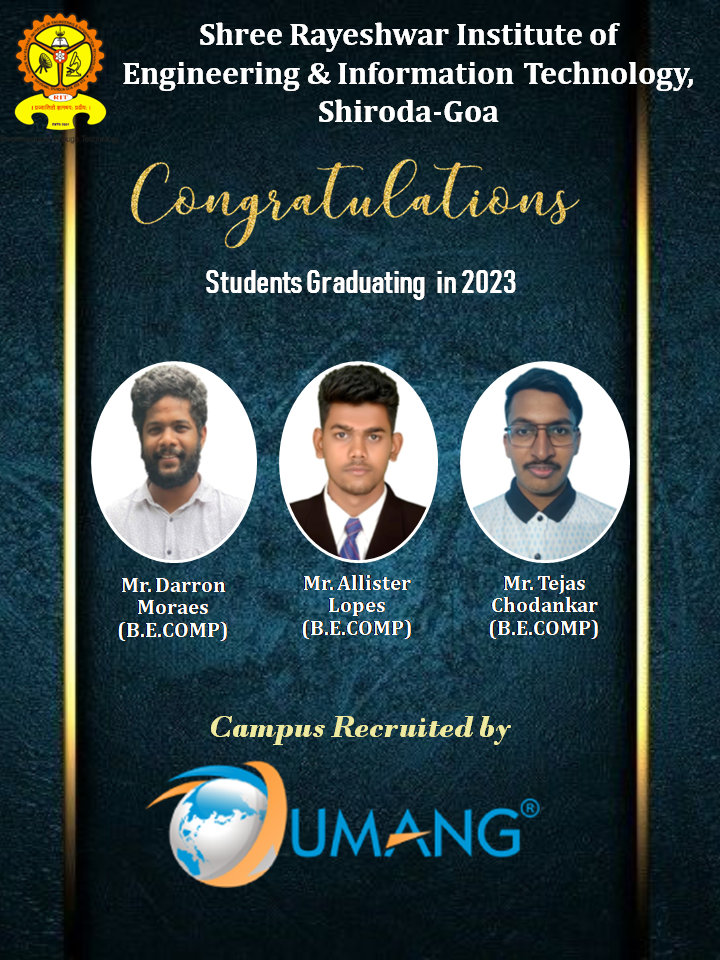 Shree Rayeshwar Institute of
Engineering & Information Technology,
Shiroda-Goa
RIT
Congratulations
Students Graduating in 2023
Mr. Darron
Moraes
(B.E.COMP)
Mr. Allister
Lopes
(B.E.COMP)
Mr. Tejas
Chodankar
(B.E.COMP)
Campus Recruited by
UMANG®